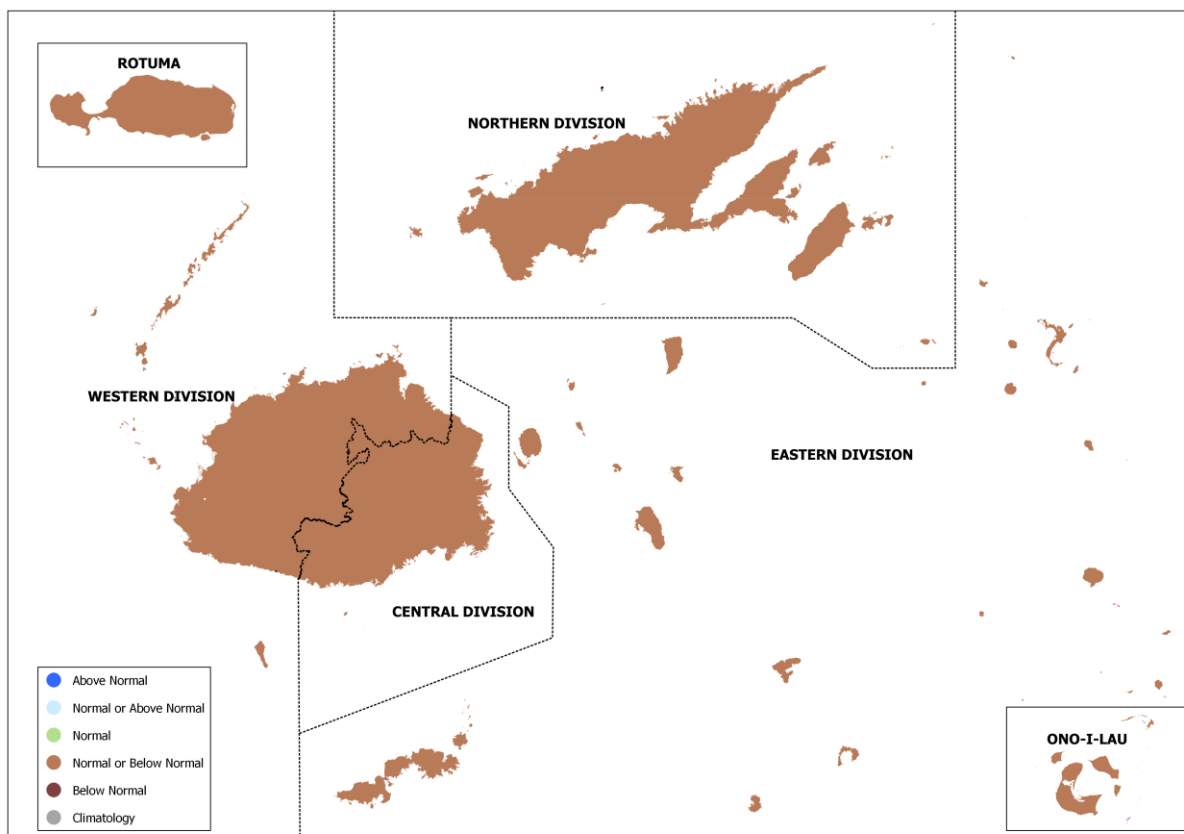 ROTUMA
NORTHERN DIVISION
WESTERN DIVISION
EASTERN DIVISION
CENTRAL DIVISION
Above Normal
Normal or Above Normal
Normal
Normal or Below Normal
Below Normal
Climatology
ONO-I-LAU